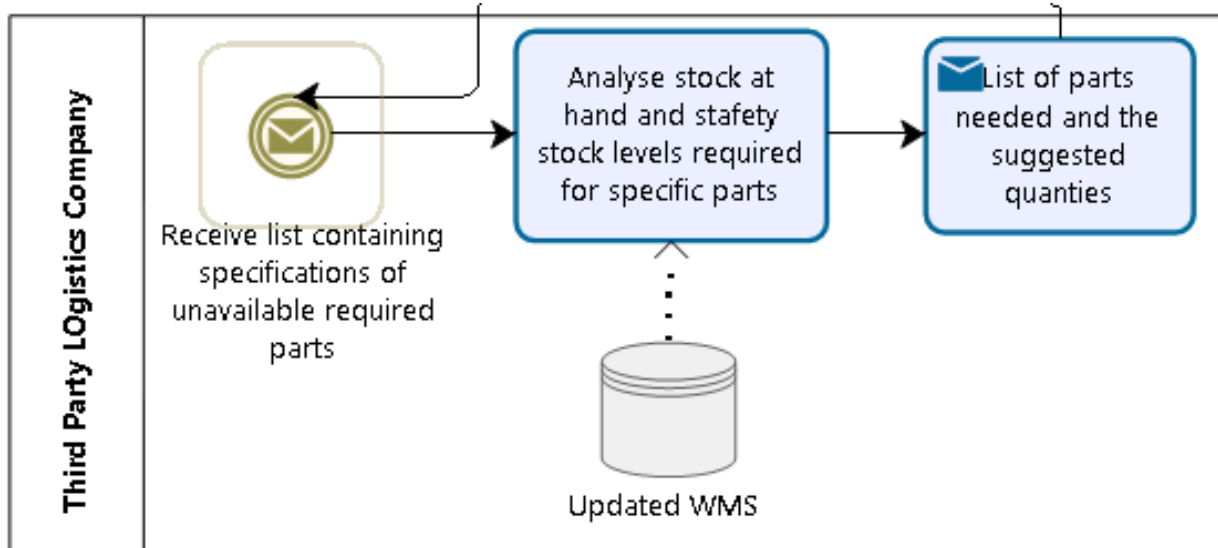 Third Party LOgistics Company
Receive list containing
specifications of
unavailable required
parts
Analyse stock at
hand and stafety
stock levels required
for specific parts
List of parts
needed and the
suggested
quanties
Updated WMS